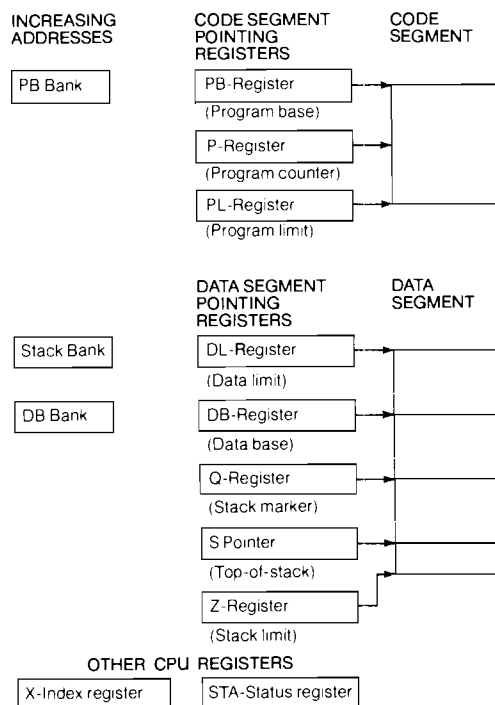 INCREASING
ADDRESSES
CODE SEGMENT
POINTING
REGISTERS
CODE
SEGMENT
PB Bank
PB-Register
(Program base)
P-Register
(Program counter)
PL-Register
(Program limit)
DATA SEGMENT
POINTING
REGISTERS
DATA
SEGMENT
Stack Bank
DL-Register
(Data limit)
DB Bank
DB-Register
(Data base)
Q-Register
(Stack marker)
S Pointer
(Top-of-stack)
Z-Register
(Stack limit)
OTHER CPU REGISTERS
X-Index register
STA-Status register